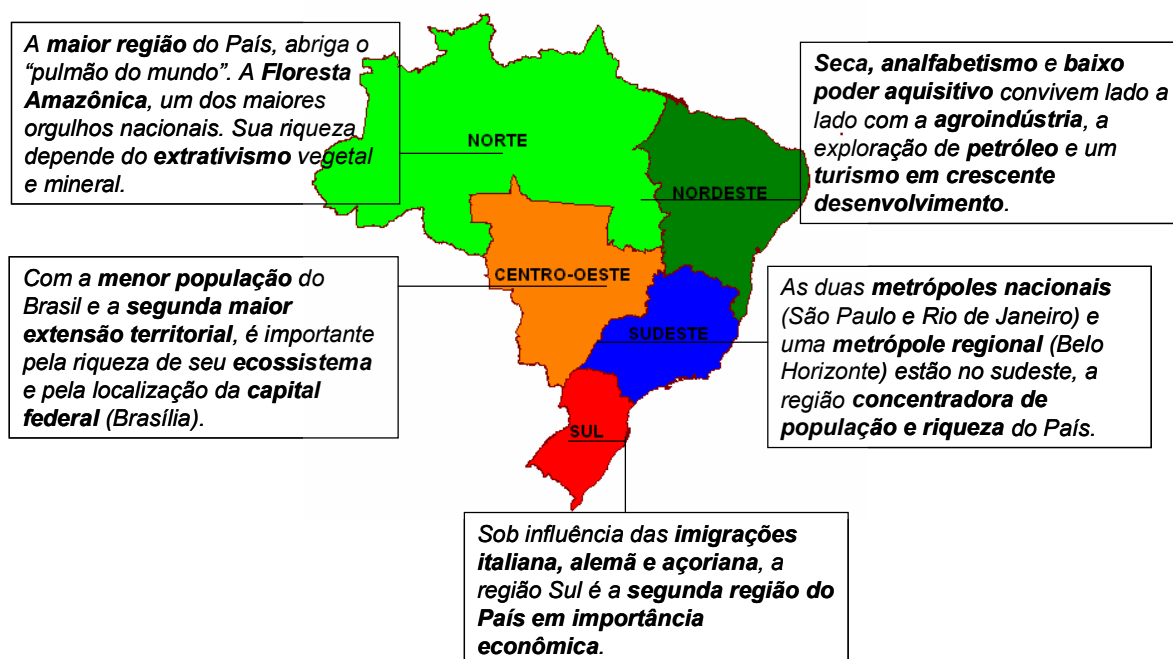 A maior região do País, abriga o
“pulmão do mundo”. A Floresta
Amazônica, um dos maiores
orgulhos nacionais. Sua riqueza
depende do extrativismo vegetal
e mineral.
Seca, analfabetismo e baixo
poder aquisitivo convivem lado a
lado com a agroindústria, a
exploração de petróleo e um
turismo em crescente
desenvolvimento.
NORTE
NORDESTE
CENTRO-OESTE
SUDESTE
SUL
Com a menor população do
Brasil e a segunda maior
extensão territorial, é importante
pela riqueza de seu ecossistema
e pela localização da capital
federal (Brasília).
As duas metrópoles nacionais
(São Paulo e Rio de Janeiro) e
uma metrópole regional (Belo
Horizonte) estão no sudeste, a
região concentradora de
população e riqueza do País.
Sob influência das imigrações
italiana, alemã e açoriana, a
região Sul é a segunda região do
País em importância
econômica.